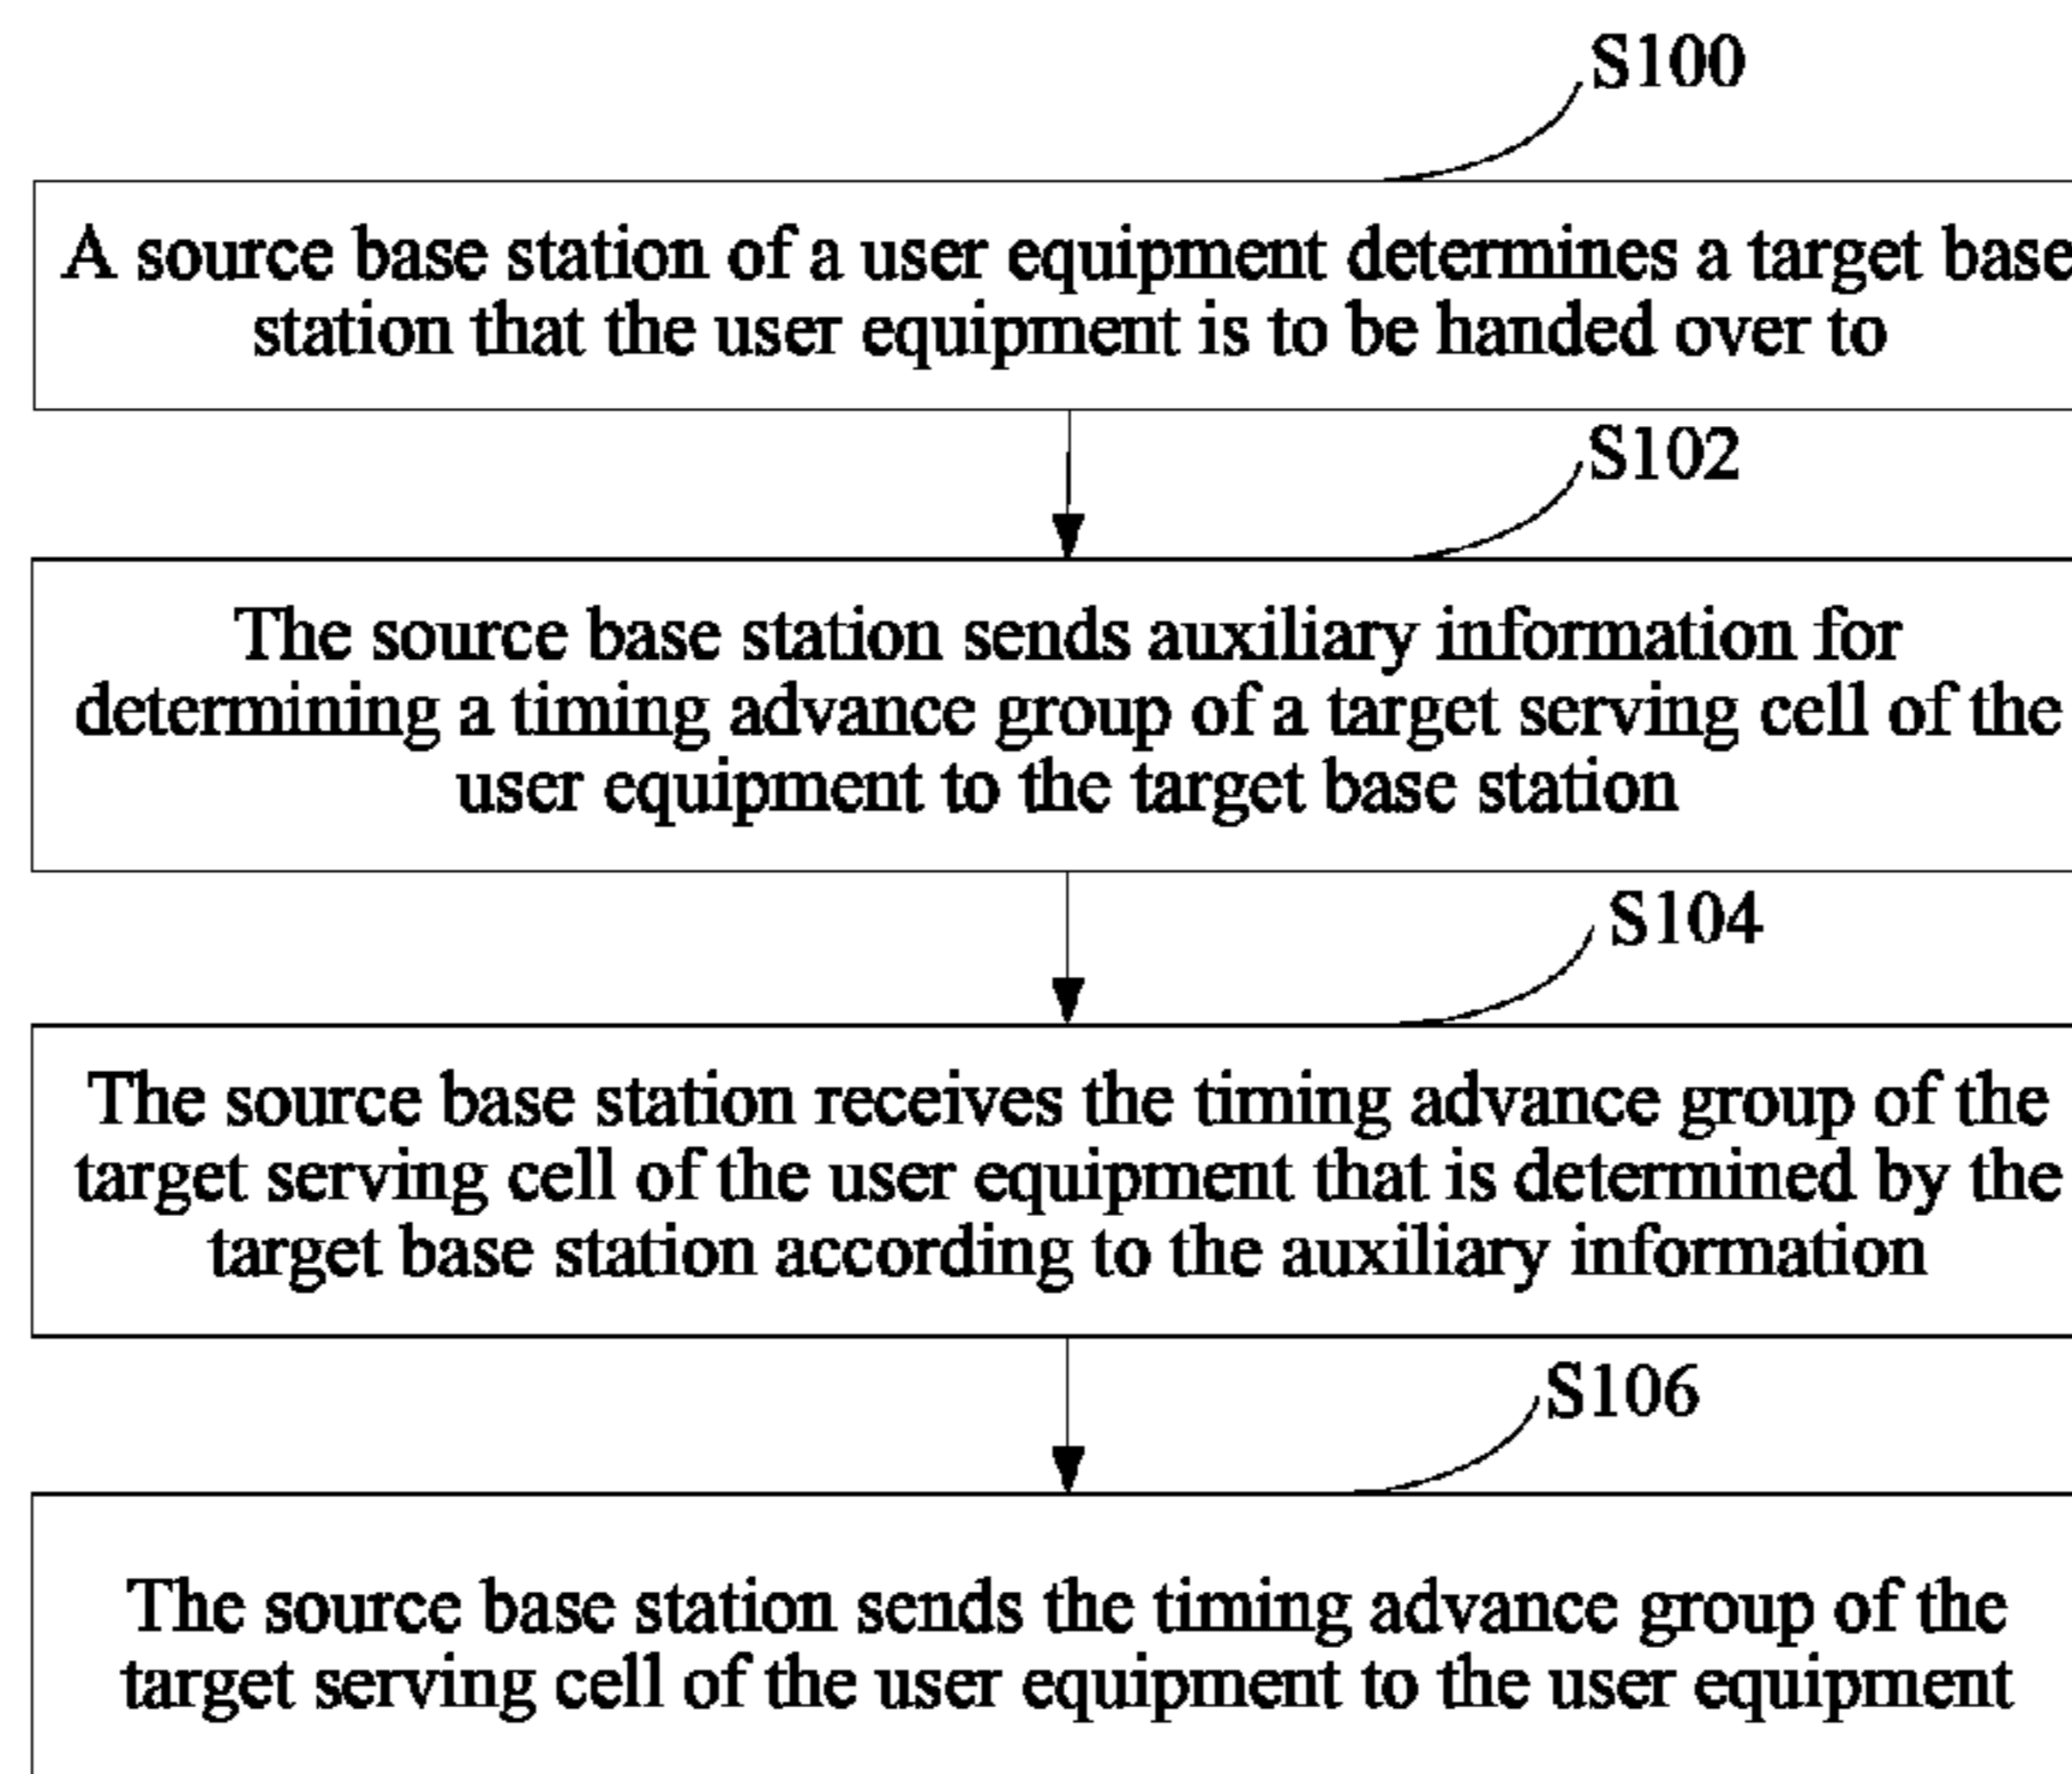 S100
A source base station of a user equipment determines a target base
station that the user equipment is to be handed over to
S102
The source base station sends auxiliary information for
determining a timing advance group of a target serving cell of the
user equipment to the target base station
S104
The source base station receives the timing advance group of the
target serving cell of the user equipment that is determined by the
target base station according to the auxiliary information
S106
The source base station sends the timing advance group of the
target serving cell of the user equipment to the user equipment